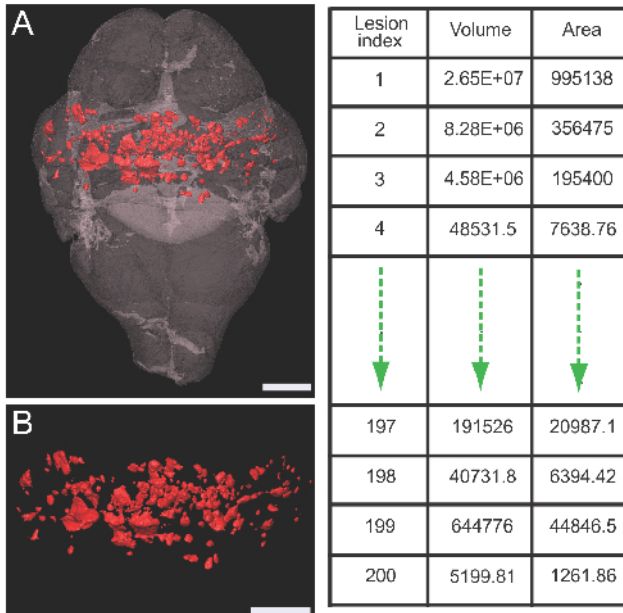 A
B
Lesion index Volume Area
1 2.65E+07 995138
2 8.28E+06 356475
3 4.58E+06 195400
4 48531.5 7638.76
197 191526 20987.1
198 40731.8 6394.42
199 644776 44846.5
200 5199.81 1261.86